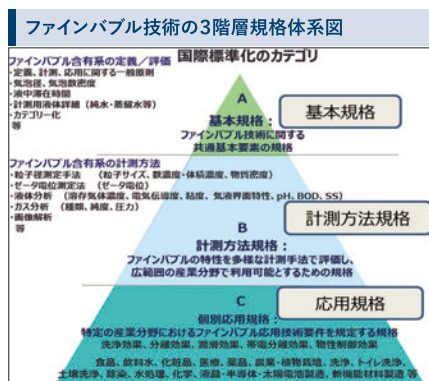 ファインバブル技術の3階層規格体系図
国際標準化のカテゴリ
ファインバブル含有系の定義／評価
・定義、計測、応用に関する一般原則
・気泡径、気泡数密度
・液中滞在時間
・計測用液体詳細（純水・蒸留水等）
・カテゴリー化
等
A
基本規格：
ファインバブル技術に関する
共通基本要素の規格
基本規格
ファインバブル含有系の計測方法
・粒子径測定手法（粒子サイズ、数濃度・体積濃度、物質密度）
・ゼータ電位測定法（ゼータ電位）
・液体分析（溶存気体濃度、電気伝導度、粘度、気液界面特性、pH、BOD、SS）
・ガス分析（種類、純度、圧力）
・画像解析
等
B
計測方法規格：
ファインバブルの特性を多様な計測手法で評価し、
広範囲の産業分野で利用可能とするための規格
計測方法規格
C
個別応用規格：
特定の産業分野におけるファインバブル応用技術要件を規定する規格
洗浄効果、分離効果、潤滑効果、帯電分離効果、物性制御効果
応用規格
食品、飲料水、化粧品、医療、薬品、農業・植物栽培、洗浄、トイレ洗浄、
土壌洗浄、除染、水処理、化学、液晶・半導体・太陽電池製造、新機能材料製造 等